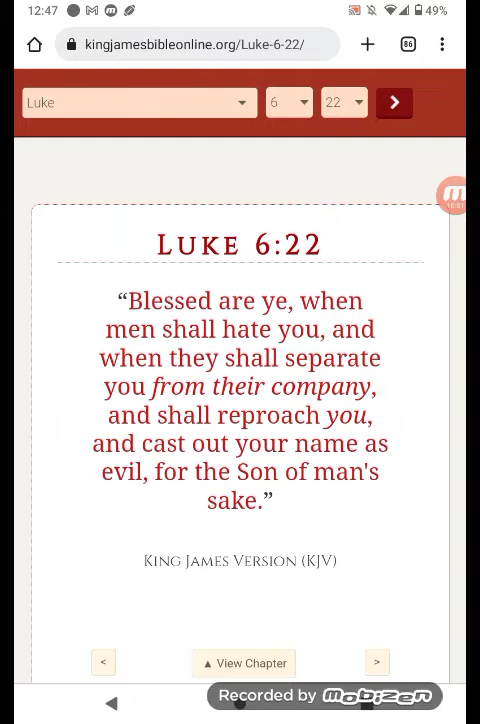 12:47
49%
kingjamesbibleonline.org/Luke-6-22/
86
Luke
6
22
10:21
LUKE 6:22
“Blessed are ye, when
men shall hate you, and
when they shall separate
you from their company,
and shall reproach you,
and cast out your name as
evil, for the Son of man's
sake.”
KING JAMES VERSION (KJV)
<
▲ View Chapter
>
Recorded by mobizen